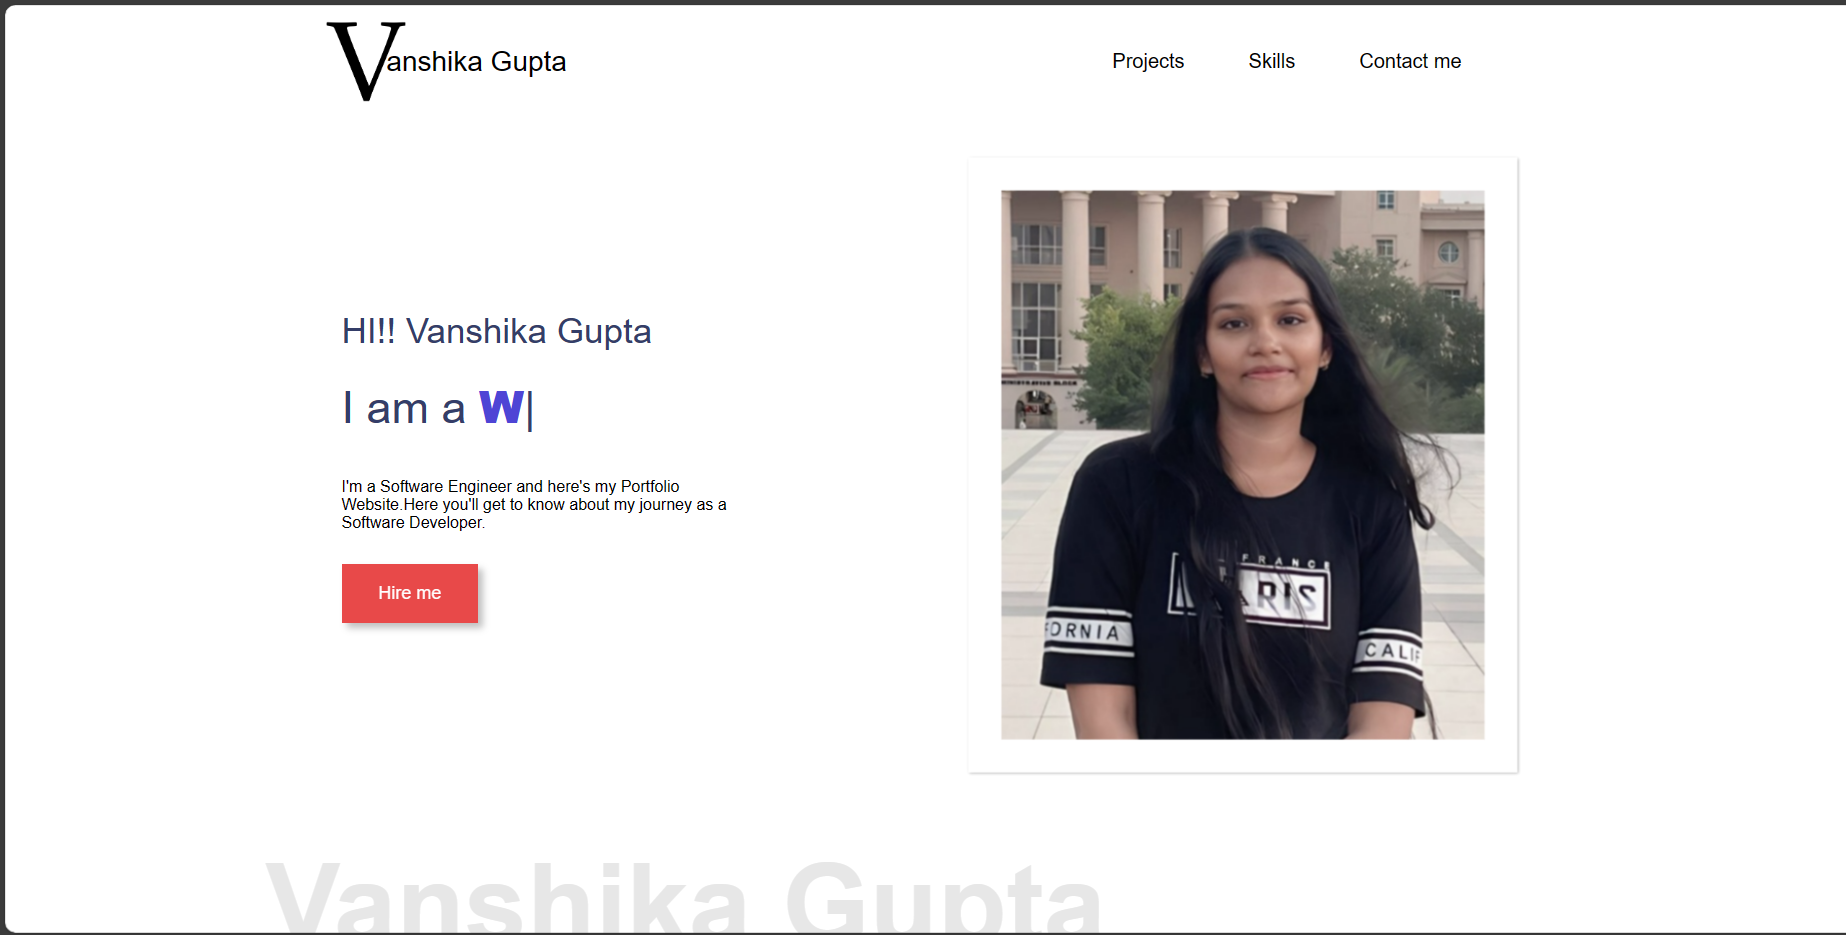 Vanshika Gupta
Projects Skills Contact me
HI!! Vanshika Gupta
I am a W|
I'm a Software Engineer and here's my Portfolio
Website.Here you'll get to know about my journey as a
Software Developer.
Hire me
FRANCE
ARIS
ORNIA
CALIF
Vanshika Gupta